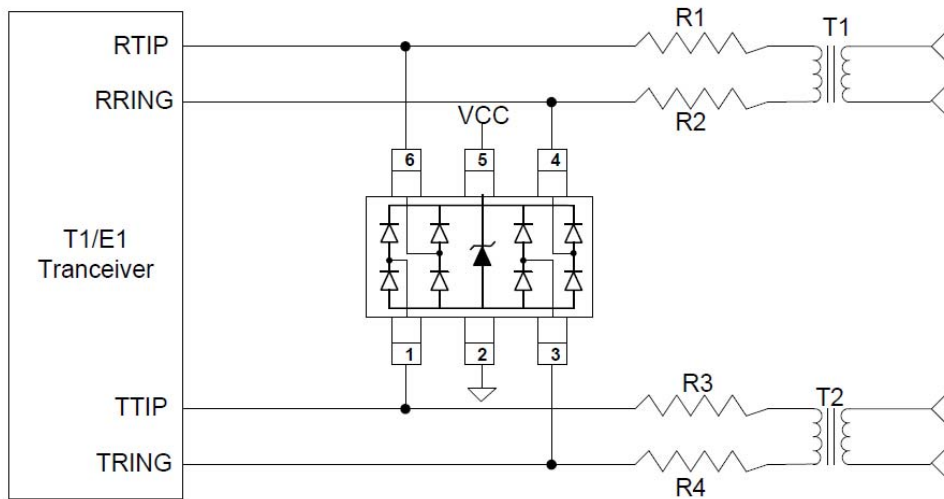 RTIP
R1
T1
RRING
R2
VCC
6
5
4
T1/E1
Tranceiver
1
2
3
TTIP
R3
T2
TRING
R4